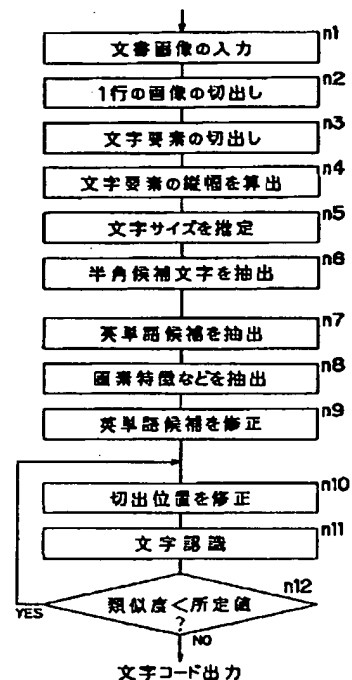 n1
文書画像の入力
n2
1行の画像の切出し
n3
文字要素の切出し
n4
文字要素の縦幅を算出
n5
文字サイズを推定
n6
半角候補文字を抽出
n7
英単語候補を抽出
n8
画素特徴などを抽出
n9
英単語候補を修正
n10
切出位置を修正
n11
文字認識
n12
類似度<所定値
?
YES
NO
文字コード出力